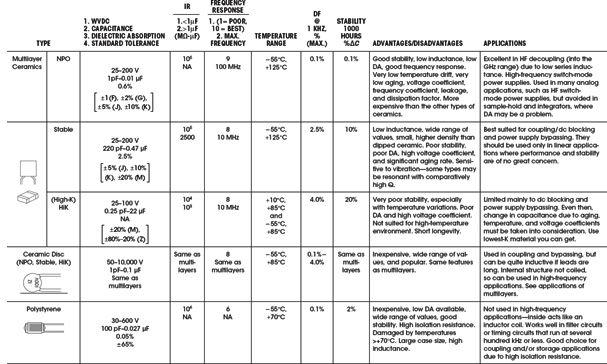 IR
FREQUENCY
RESPONSE
DF
@
1 KHZ,
%
(MAX.)
STABILITY
1000
HOURS
%ΔC
1. WVDC
2. CAPACITANCE
3. DIELECTRIC ABSORPTION
4. STANDARD TOLERANCE
1.<1μF
2.>1μF
(MΩ-μF)
1. (1= POOR,
10 = BEST)
2. MAX.
FREQUENCY
TEMPERATURE
RANGE
TYPE
ADVANTAGES/DISADVANTAGES
APPLICATIONS
Multilayer
Ceramics
NPO
25–200 V
1pF–0.01 μF
0.6%
±1(F), ±2% (G),
±5% (J), ±10% (K)
NA
9
100 MHz
–55°C,
+125°C
0.1%
0.1%
Good stability, low inductance, low
DA, good frequency response.
Very low temperature drift, very
low aging, voltage coefficient,
frequency coefficient, leakage,
and dissipation factor. More
expensive than the other types of
ceramics.
Excellent in HF decoupling (into the
GHz range) due to low series induc-
tance. High-frequency switch-mode
power supplies. Used in many analog
applications, such as HF switch-
mode power supplies, but avoided in
sample-hold and integrators, where
DA may be a problem.
Stable
25–200 V
220 pF–0.47 μF
2.5%
±5% (J), ±10%
(K), ±20% (M)
2500
8
10 MHz
–55°C,
+125°C
2.5%
10%
Low inductance, wide range of
values, small, higher density than
dipped ceramic. Poor stability,
poor DA, high voltage coefficient,
and significant aging rate. Sensi-
tive to vibration—some types may
be resonant with comparatively
high Q.
Best suited for coupling/dc blocking
and power supply bypassing. They
should be used only in linear applica-
tions where performance and stability
are of no great concern.
(High-K)
HIK
25–100 V
0.25 pF–22 μF
NA
±20% (M),
±80%–20% (Z)
8
10 MHz
+10°C,
+85°C
and
–55°C,
+85°C
4.0%
20%
Very poor stability, especially
with temperature variations. Poor
DA and high voltage coefficient.
Not suited for high-temperature
environment. Short longevity.
Limited mainly to dc blocking and
power supply bypassing. Even then,
change in capacitance due to aging,
temperature, and voltage coefficients
must be taken into consideration. Use
lowest-K material you can get.
Ceramic Disc
(NPO, Stable, HIK)
50–10,000 V
1pF–0.1 μF
Same as
multilayers
Same as
multi-
layers
8
Same as
multilayers
–55°C,
+85°C
0.1%–
4.0%
Same as
multi-
layers
Inexpensive, wide range of val-
ues, and popular. Same features
as multilayers.
Used in coupling and bypassing, but
can be quite inductive if leads are
long. Internal structure not coiled,
so can be used in high-frequency
applications. See applications of
multilayers.
Polystyrene
30–600 V
100 pF–0.027 μF
0.05%
±65%
6
NA
–55°C,
+70°C
0.1%
2%
Inexpensive, low DA available,
wide range of values, good
stability. High isolation resistance.
Damaged by temperatures
>+70°C. Large case size, high
inductance.
Not used in high-frequency
applications—inside acts like an
inductor coil. Works well in filter circuits
or timing circuits that run at several
hundred kHz or less. Good choice for
coupling and/or storage applications
due to high isolation resistance.